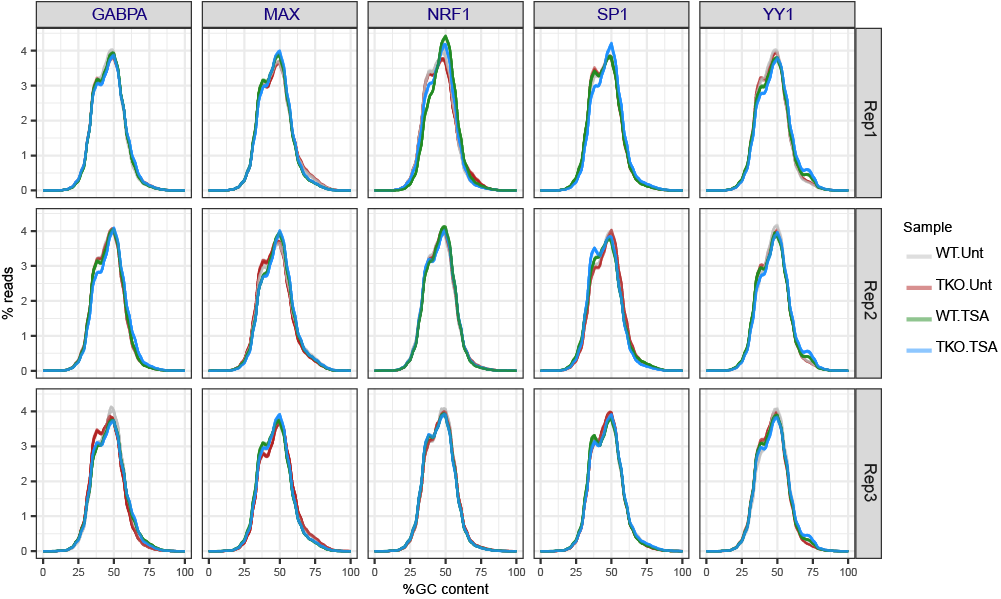 GABPA MAX NRF1 SP1 YY1
4
3
2
1
0
Rep1
4
3
2
1
0
Rep2
% reads
4
3
2
1
0
Rep3
0 25 50 75 100 0 25 50 75 100 0 25 50 75 100 0 25 50 75 100 0 25 50 75 100
%GC content
Sample
WT.Unt
TKO.Unt
WT.TSA
TKO.TSA